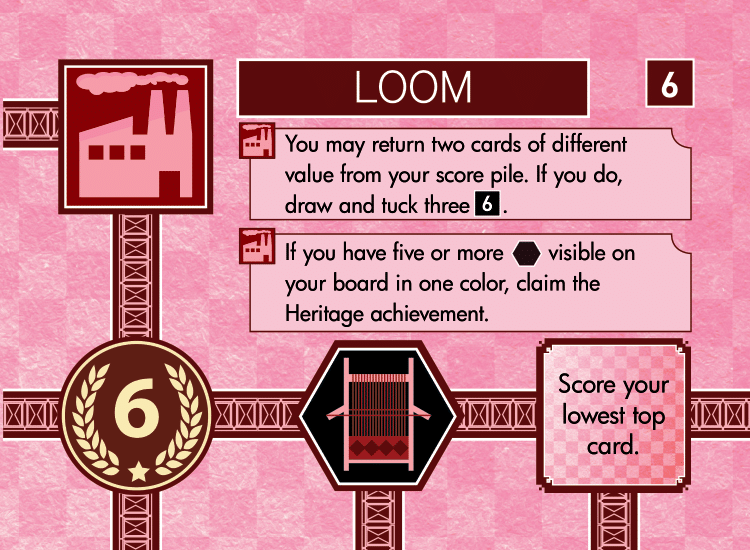 LOOM
6
You may return two cards of different
value from your score pile. If you do,
draw and tuck three 6.
If you have five or more visible on
your board in one color, claim the
Heritage achievement.
6
Score your
lowest top
card.